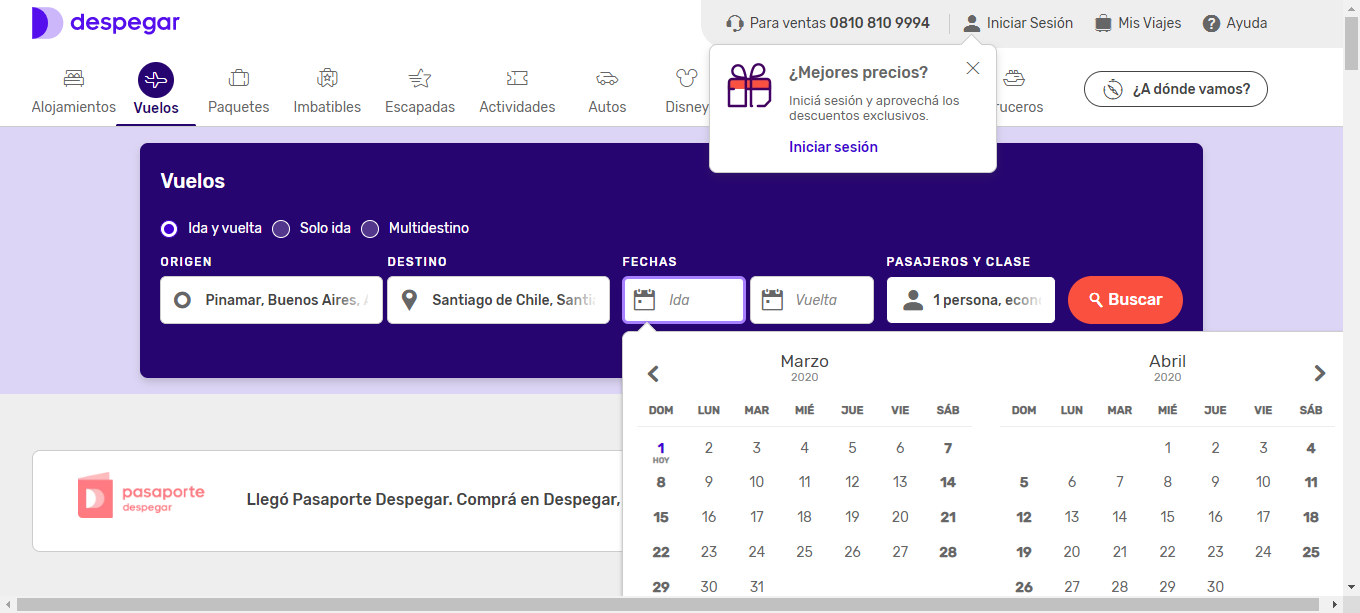 despegar
Para ventas 0810 810 9994
Iniciar Sesión
Mis Viajes
Ayuda
Alojamientos
Vuelos
Paquetes
Imbatibles
Escapadas
Actividades
Autos
Disney
ruceros
¿A dónde vamos?
¿Mejores precios?
Iniciá sesión y aprovechá los
descuentos exclusivos.
Iniciar sesión
Vuelos
Ida y vuelta
Solo ida
Multidestino
ORIGEN
DESTINO
FECHAS
PASAJEROS Y CLASE
Pinamar, Buenos Aires,
Santiago de Chile, Santi
Ida
Vuelta
1 persona, econ
Buscar
Marzo
2020
DOM LUN MAR MIÉ JUE VIE SÁB
1 2 3 4 5 6 7
HOY
8 9 10 11 12 13 14
15 16 17 18 19 20 21
22 23 24 25 26 27 28
29 30 31
Abril
2020
DOM LUN MAR MIÉ JUE VIE SÁB
1 2 3 4
5 6 7 8 9 10 11
12 13 14 15 16 17 18
19 20 21 22 23 24 25
26 27 28 29 30
pasaporte
despegar
Llegó Pasaporte Despegar. Comprá en Despegar,